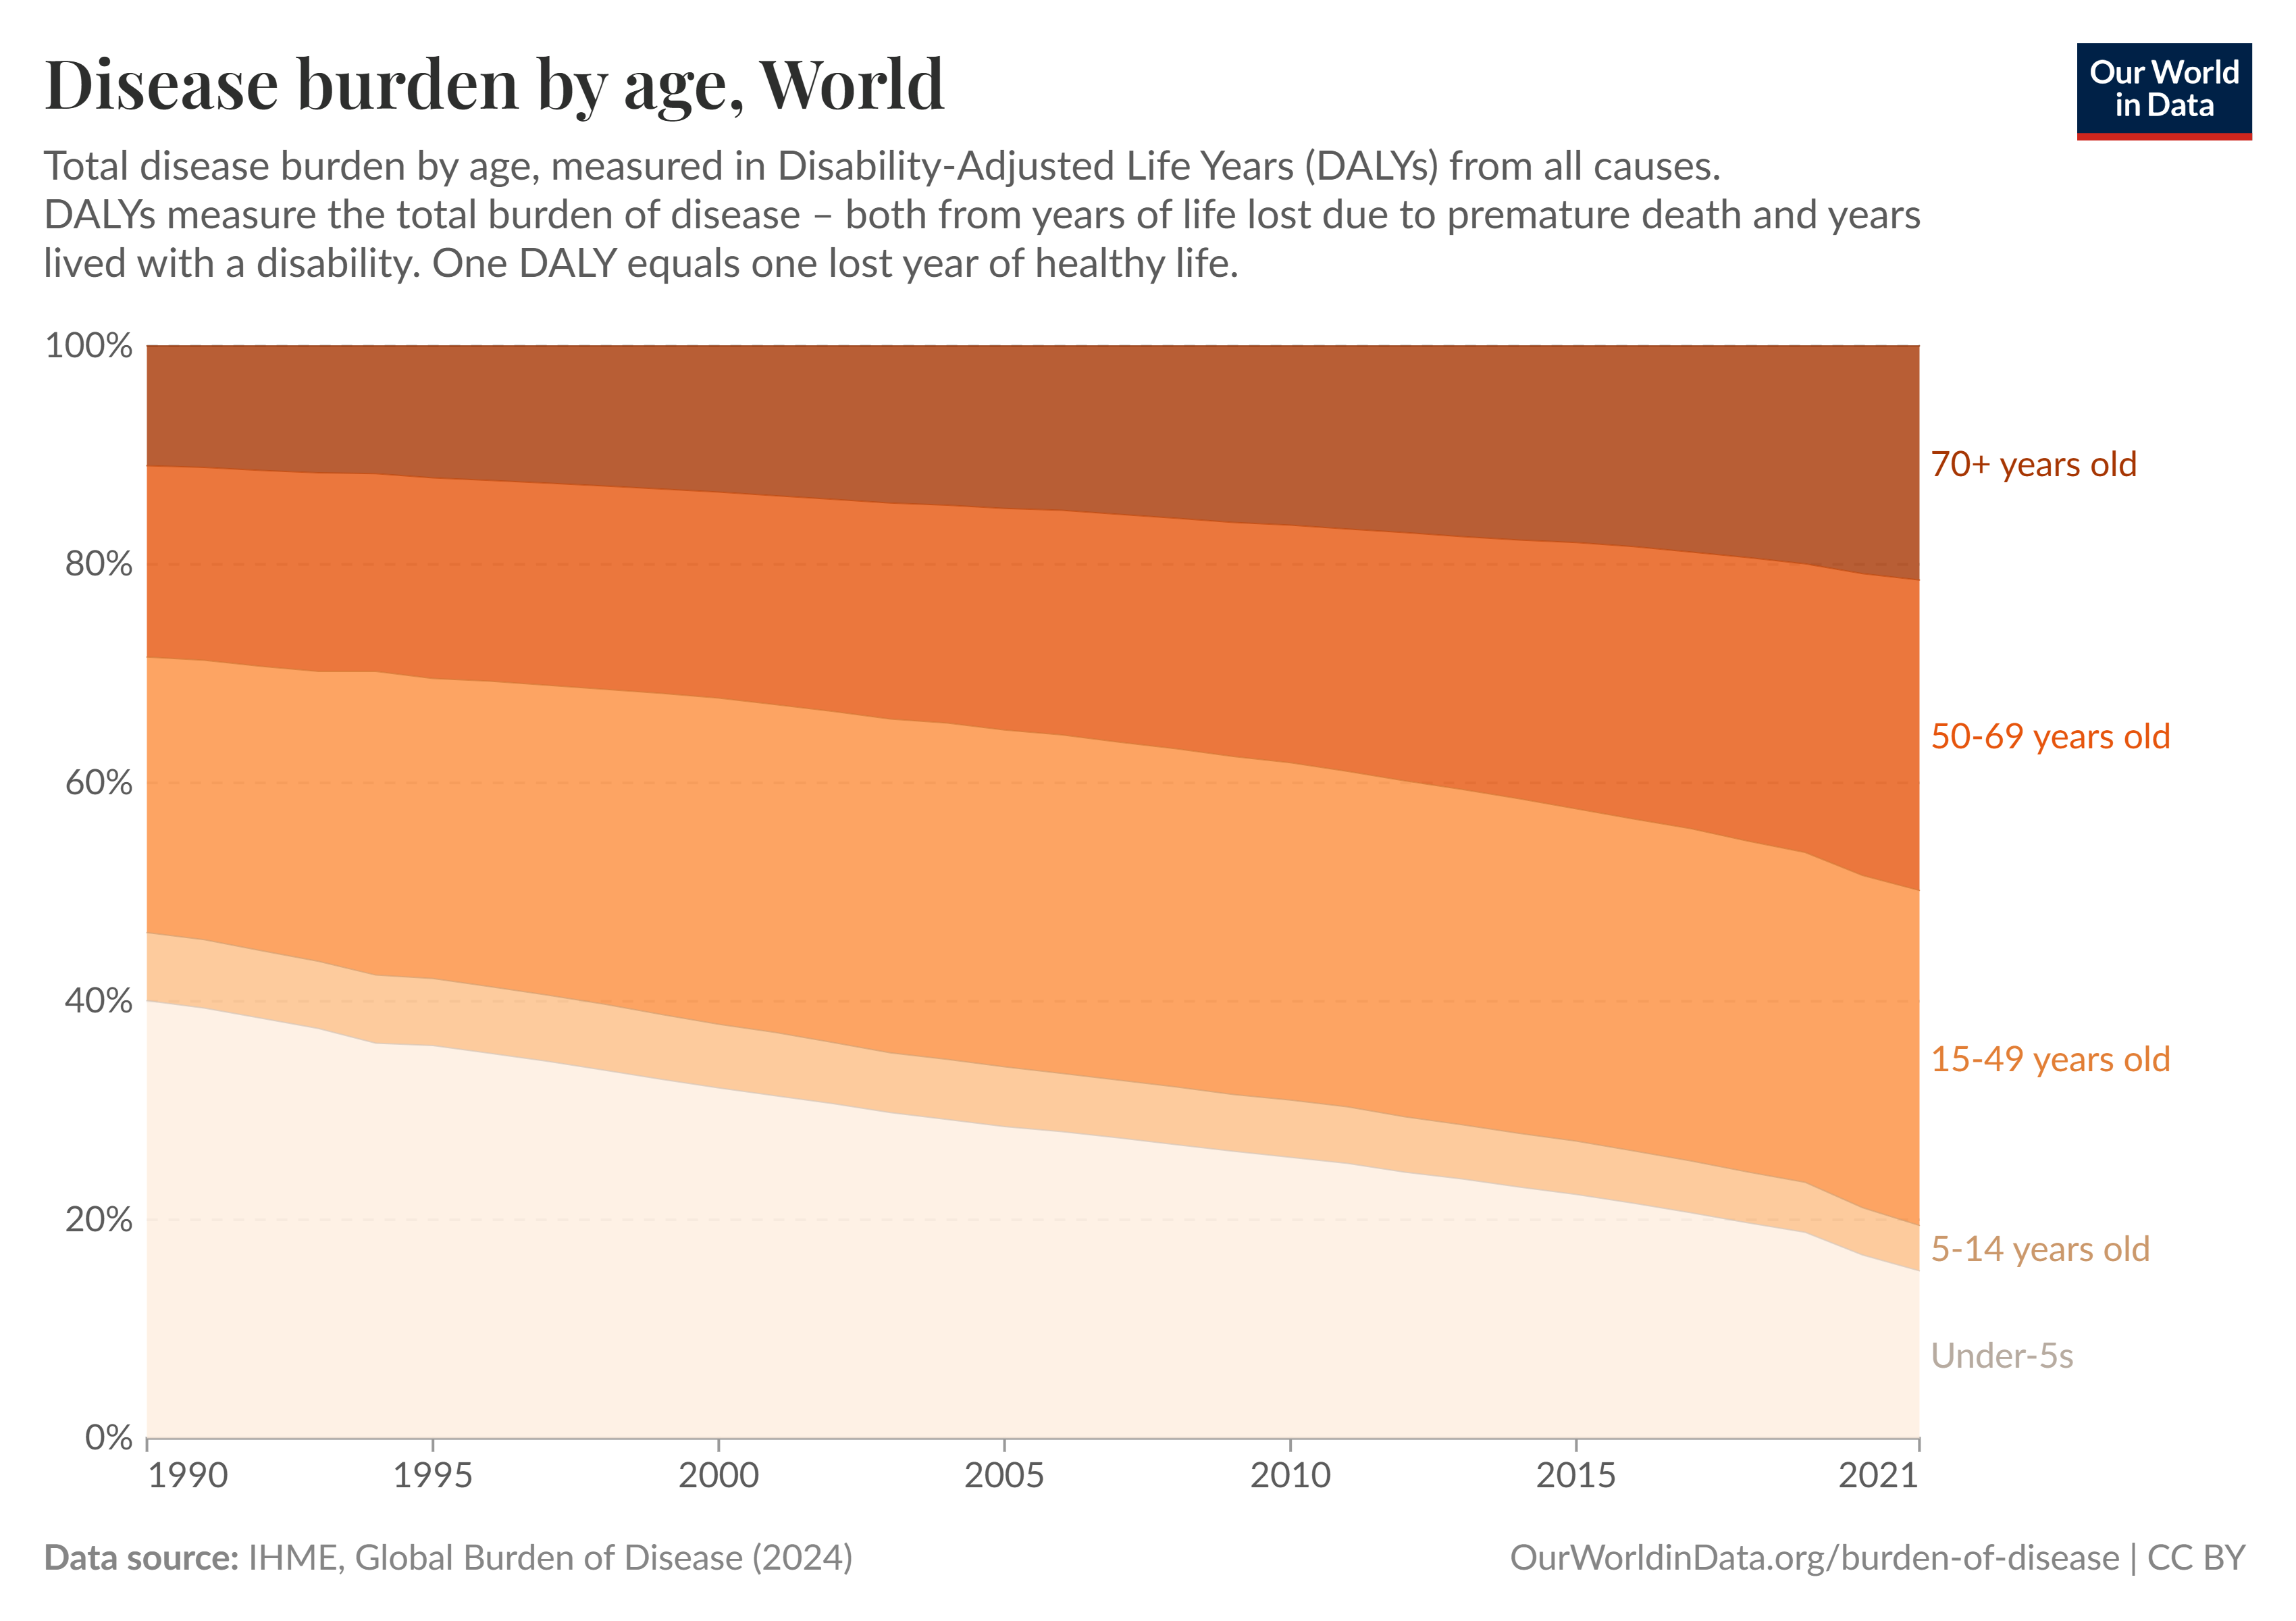 Disease burden by age, World
Our World
in Data
Total disease burden by age, measured in Disability-Adjusted Life Years (DALYs) from all causes.
DALYs measure the total burden of disease – both from years of life lost due to premature death and years
lived with a disability. One DALY equals one lost year of healthy life.
100%
80%
60%
40%
20%
0%
70+ years old
50-69 years old
15-49 years old
5-14 years old
Under-5s
1990
1995
2000
2005
2010
2015
2021
Data source: IHME, Global Burden of Disease (2024)
OurWorldinData.org/burden-of-disease | CC BY